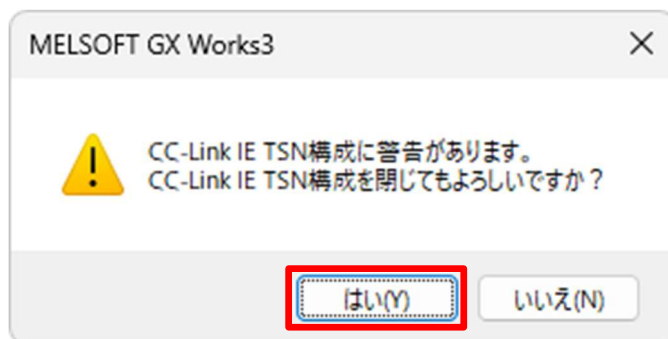 MELSOFT GX Works3
CC-Link IE TSN構成に警告があります。
CC-Link IE TSN構成を閉じてもよろしいですか？
はい(Y)
いいえ(N)